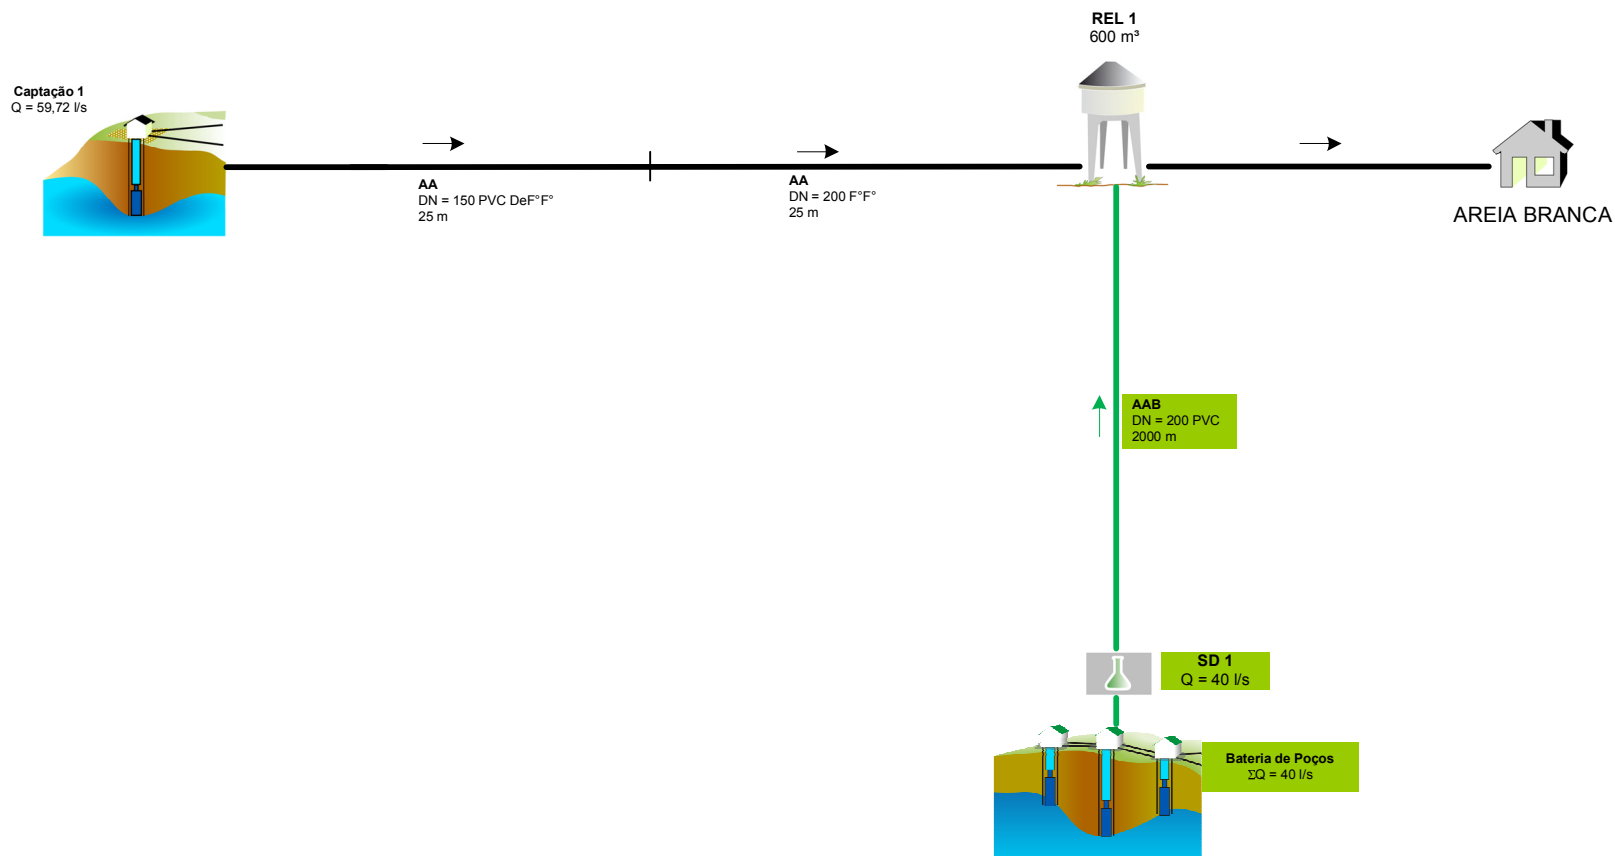 REL 1
600 m³
Captação 1
Q = 59,72 l/s
AA
DN = 150 PVC DeF°F°
25 m
AA
DN = 200 F°F°
25 m
AREIA BRANCA
AAB
DN = 200 PVC
2000 m
SD 1
Q = 40 l/s
Bateria de Poços
ΣQ = 40 l/s